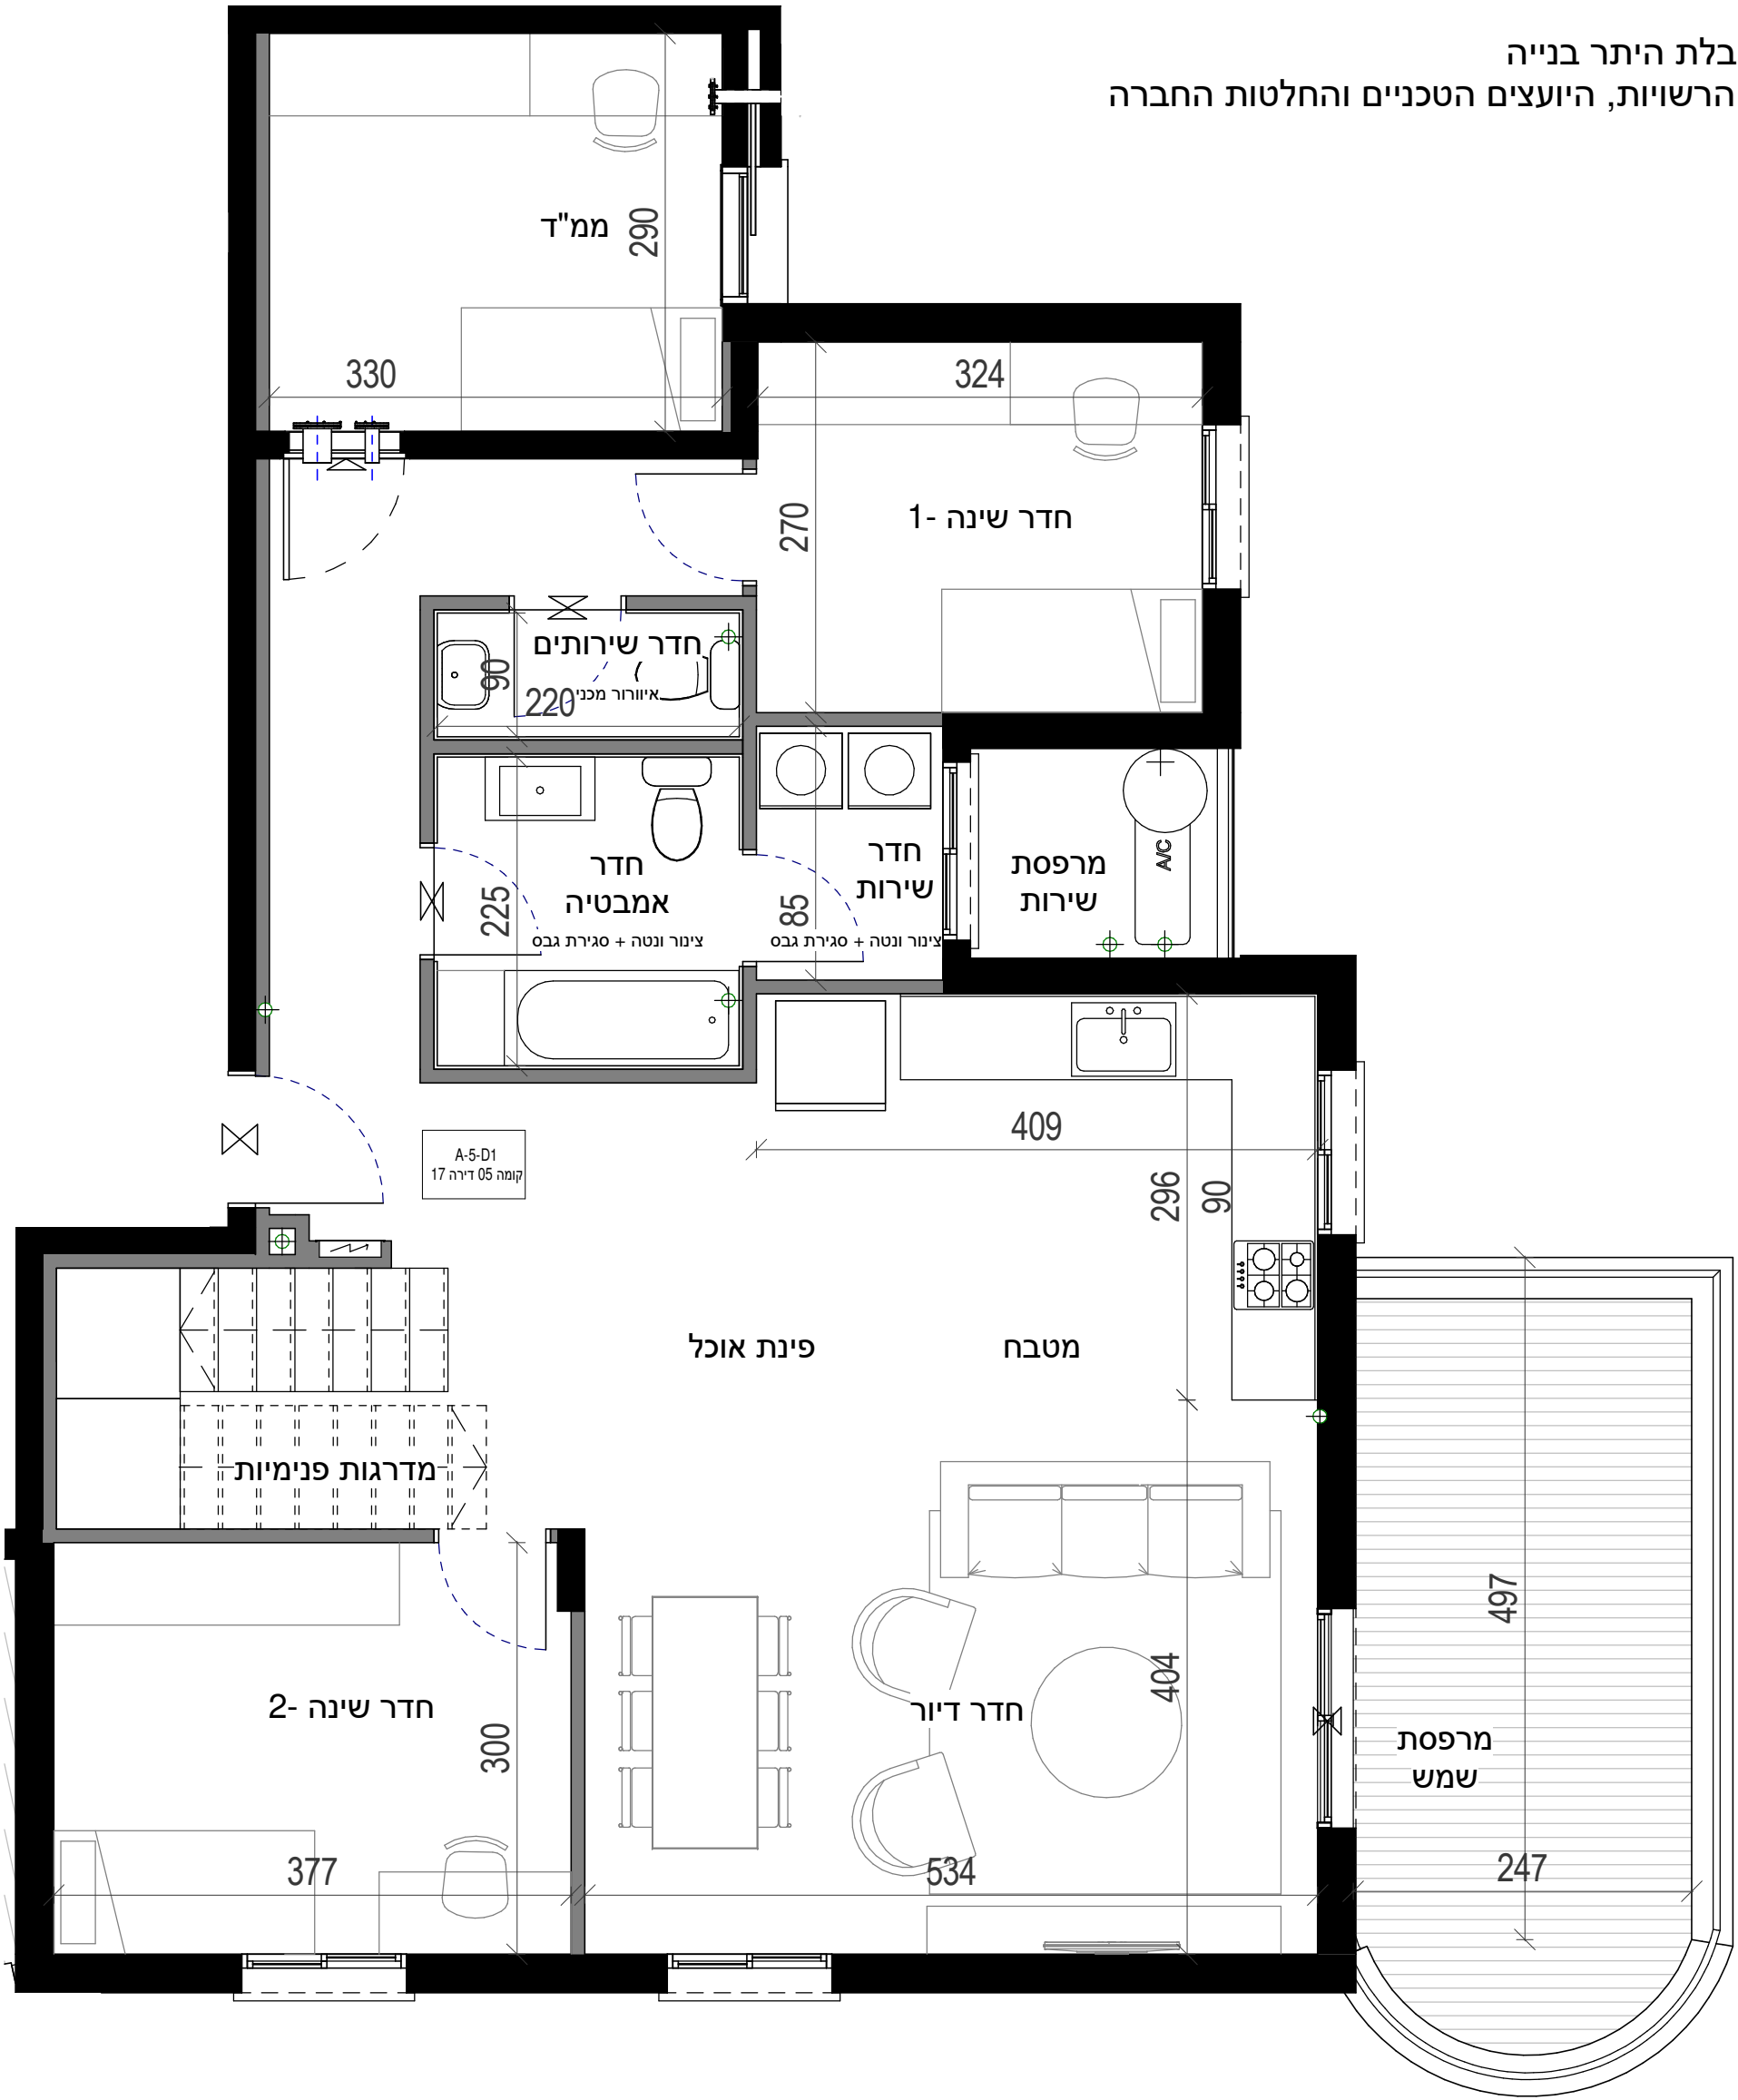 בלת היתר בנייה
הרשויות, היועצים הטכניים והחלטות החברה
ממ"ד
290
330
324
חדר שינה -1
270
חדר שירותים
איוורור מכני
90
220
חדר
אמבטיה
צינור ונטה + סגירת גבס
225
חדר
שירות
צינור ונטה + סגירת גבס
85
מרפסת
שירות
A/C
409
A-5-D1
קומה 05 דירה 17
296
90
פינת אוכל
מטבח
מדרגות פנימיות
497
חדר שינה -2
300
377
חדר דיור
404
534
מרפסת
שמש
247